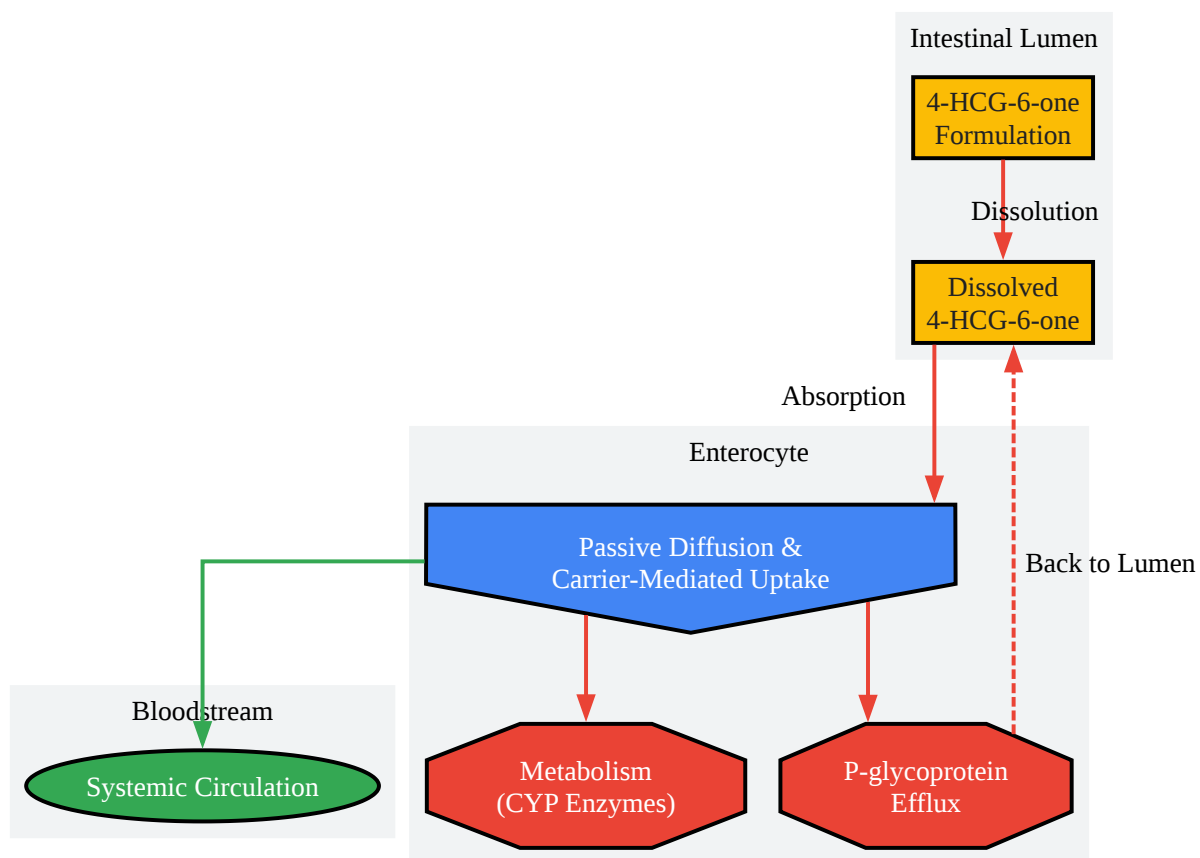 Intestinal Lumen
4-HCG-6-one
Formulation
Dissolution
Dissolved
4-HCG-6-one
Absorption
Enterocyte
Passive Diffusion &
Carrier-Mediated Uptake
Back to Lumen
Bloodstream
Systemic Circulation
Metabolism
(CYP Enzymes)
P-glycoprotein
Efflux